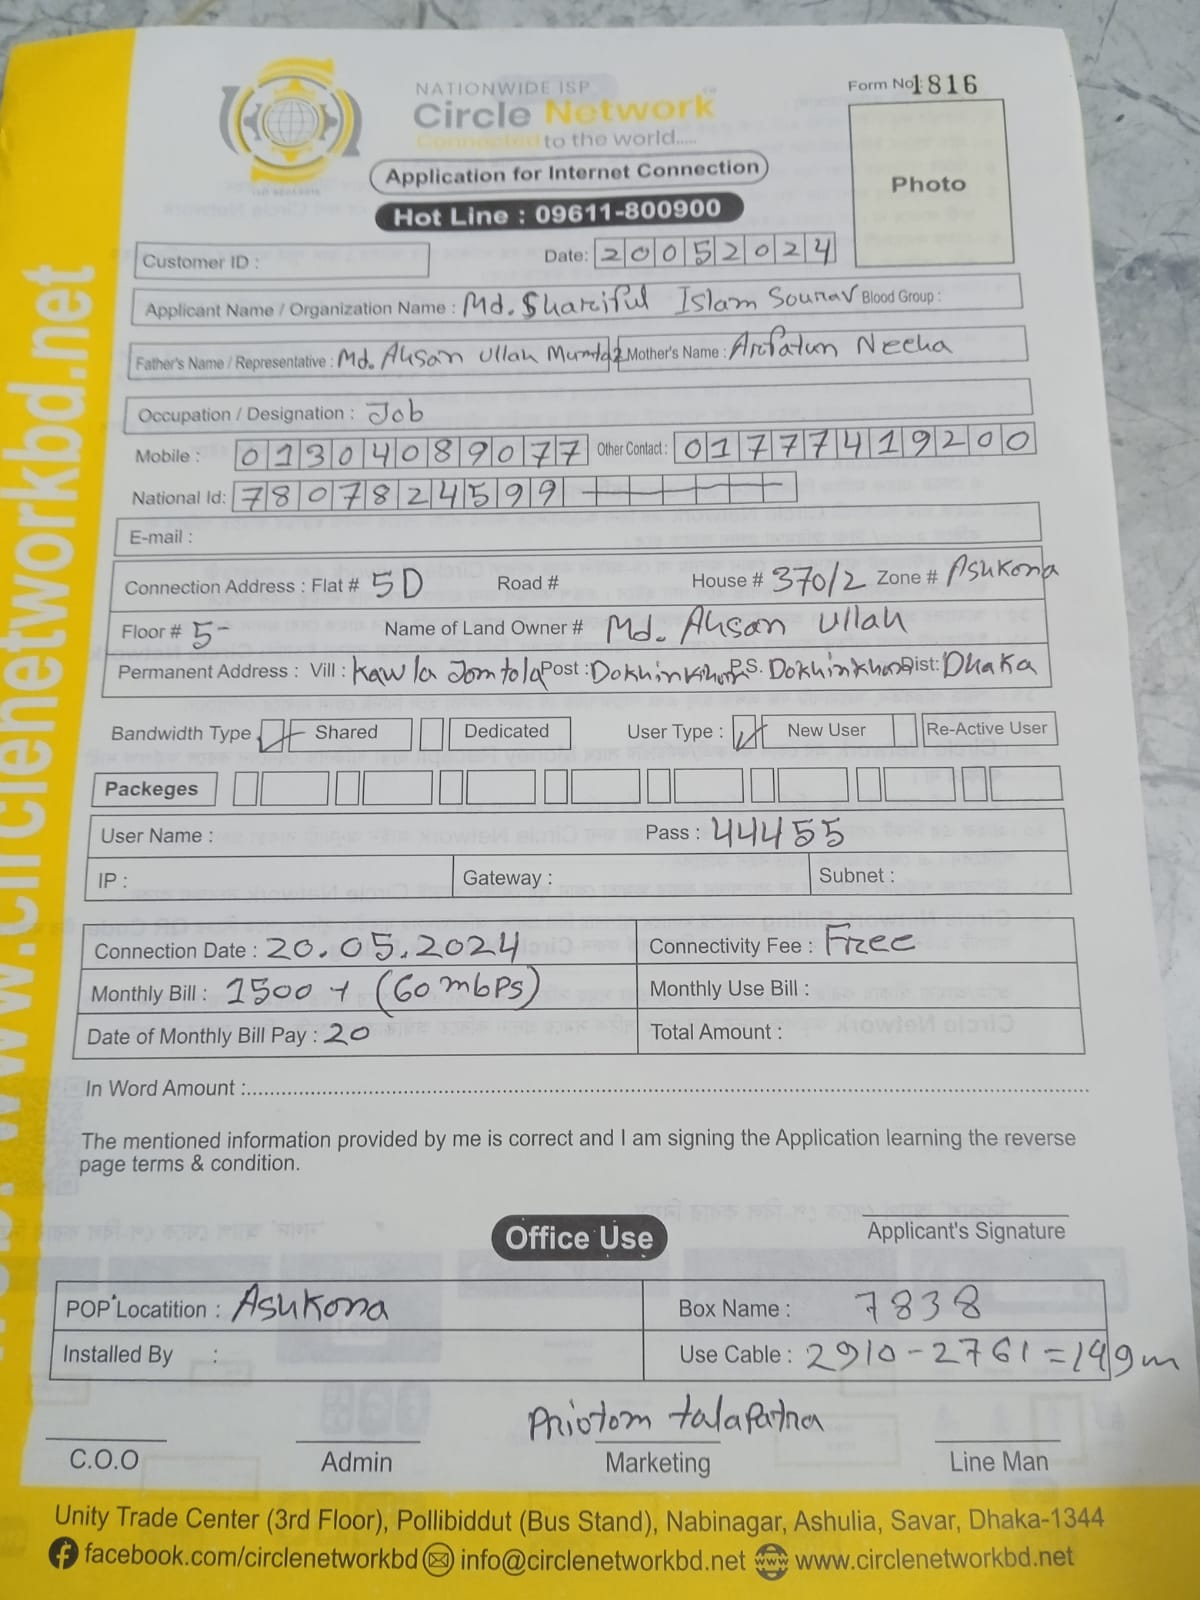 www.circlenetworkbd.net
NATIONWIDE ISP
Circle Network
Connected to the world.....
Form No: 1816
Photo
Application for Internet Connection
Hot Line : 09611-800900
Customer ID :
Date: 20052024
Applicant Name / Organization Name : Md. Shariful Islam Sourav Blood Group :
Father's Name / Representative : Md. Ahsan Ullah Mumtaz Mother's Name : Neeha
Occupation / Designation : Job
Mobile : 01304089077 Other Contact : 01777419200
National Id: 7807824599
E-mail :
Connection Address : Flat # 5D Road # House # 370/2 Zone # Ashkona
Floor # 5- Name of Land Owner # Md. Ahsan Ullah
Permanent Address : Vill : Kawla Jomtola Post : Dokhinkhan P.S. Dokhinkhan Dist: Dhaka
Bandwidth Type Shared Dedicated User Type : New User Re-Active User
Packeges
User Name : Pass : 44455
IP : Gateway : Subnet :
Connection Date : 20.05.2024 Connectivity Fee : Free
Monthly Bill : 1500 + (60mbps) Monthly Use Bill :
Date of Monthly Bill Pay : 20 Total Amount :
In Word Amount :
The mentioned information provided by me is correct and I am signing the Application learning the reverse
page terms & condition.
Office Use
Applicant's Signature
POP Locatition : Ashkona Box Name : 7838
Installed By : Use Cable : 2910-2761=149m
Priotom talapatra
C.O.O Admin Marketing Line Man
Unity Trade Center (3rd Floor), Pollibiddut (Bus Stand), Nabinagar, Ashulia, Savar, Dhaka-1344
facebook.com/circlenetworkbd info@circlenetworkbd.net www.circlenetworkbd.net